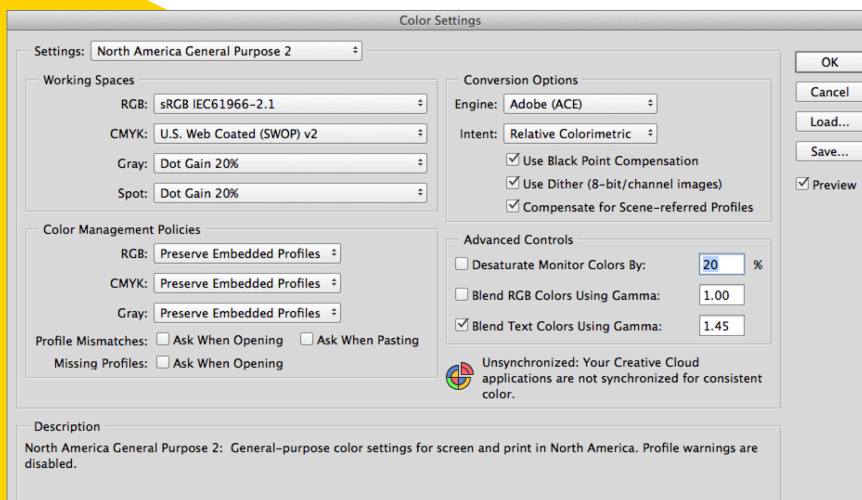 Color Settings
Settings: North America General Purpose 2
Working Spaces
RGB: sRGB IEC61966-2.1
CMYK: U.S. Web Coated (SWOP) v2
Gray: Dot Gain 20%
Spot: Dot Gain 20%
Color Management Policies
RGB: Preserve Embedded Profiles
CMYK: Preserve Embedded Profiles
Gray: Preserve Embedded Profiles
Profile Mismatches: Ask When Opening Ask When Pasting
Missing Profiles: Ask When Opening
Conversion Options
Engine: Adobe (ACE)
Intent: Relative Colorimetric
Use Black Point Compensation
Use Dither (8-bit/channel images)
Compensate for Scene-referred Profiles
Advanced Controls
Desaturate Monitor Colors By: 20 %
Blend RGB Colors Using Gamma: 1.00
Blend Text Colors Using Gamma: 1.45
Unsynchronized: Your Creative Cloud
applications are not synchronized for consistent
color.
OK
Cancel
Load...
Save...
Preview
Description
North America General Purpose 2: General-purpose color settings for screen and print in North America. Profile warnings are
disabled.